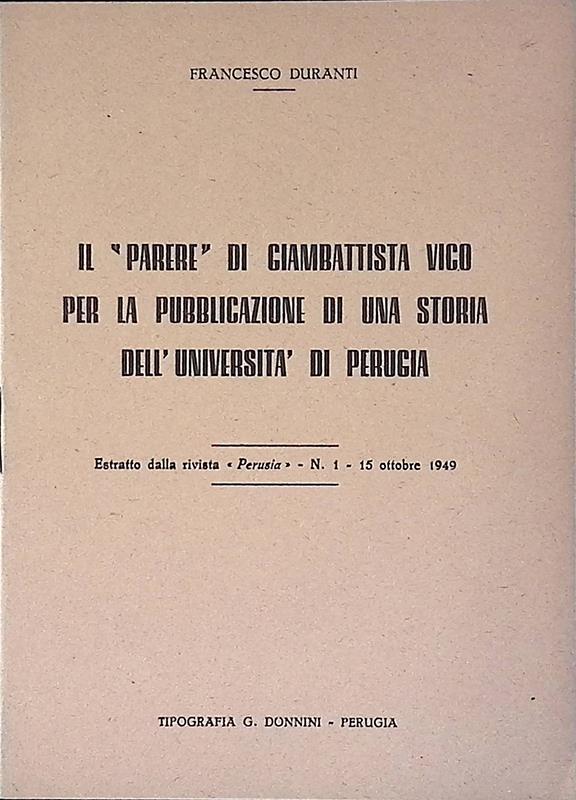 FRANCESCO DURANTI
IL "PARERE" DI GIAMBATTISTA VICO
PER LA PUBBLICAZIONE DI UNA STORIA
DELL'UNIVERSITA' DI PERUGIA
Estratto dalla rivista « Perusia » - N. 1 - 15 ottobre 1949
TIPOGRAFIA G. DONNINI - PERUGIA